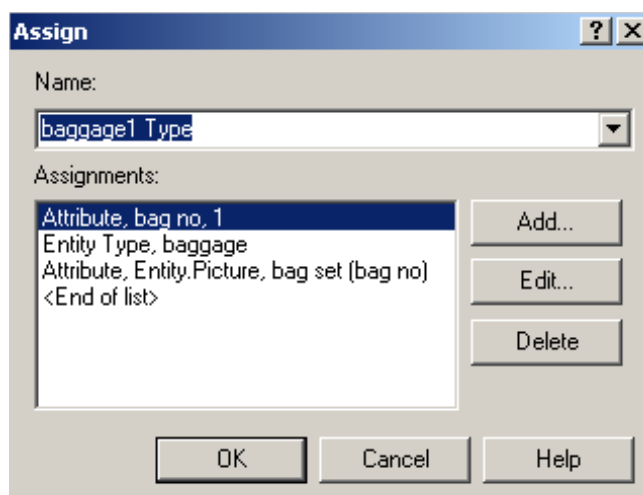 Assign
Name:
baggage1 Type
Assignments:
Attribute, bag no, 1
Entity Type, baggage
Attribute, Entity.Picture, bag set (bag no)
<End of list>
Add...
Edit...
Delete
OK Cancel Help